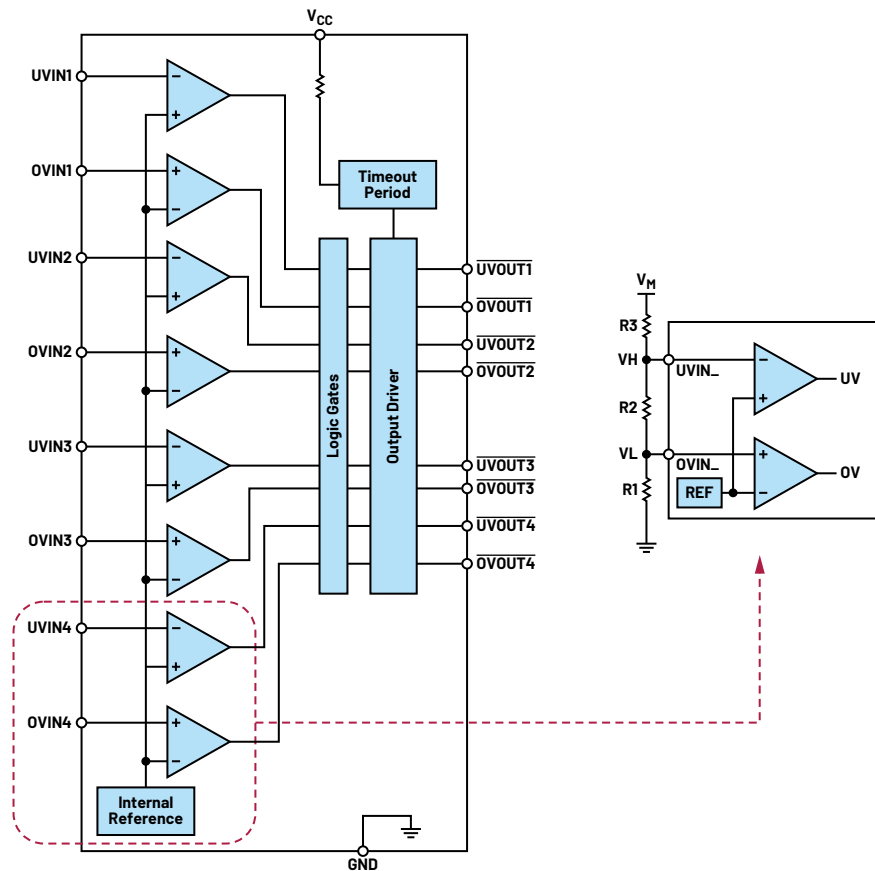 VCC
UVIN1
−
+
OVIN1
+
−
Timeout
Period
UVIN2
−
+
UVOUT1
OVOUT1
OVIN2
+
−
UVOUT2
OVOUT2
Logic Gates
Output Driver
UVIN3
−
+
UVOUT3
OVOUT3
OVIN3
+
−
UVOUT4
OVOUT4
UVIN4
−
+
OVIN4
+
−
Internal
Reference
GND
VM
R3
VH
UVIN_
−
+
UV
R2
VL
OVIN_
+
−
OV
R1
REF